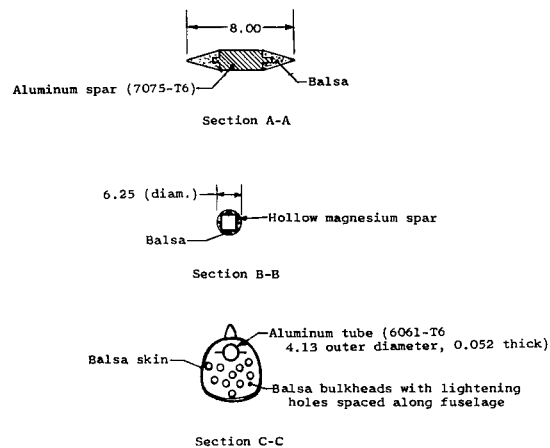 8.00
Aluminum spar (7075-T6)
Balsa
Section A-A
6.25 (diam.)
Hollow magnesium spar
Balsa
Section B-B
Aluminum tube (6061-T6
4.13 outer diameter, 0.052 thick)
Balsa skin
Balsa bulkheads with lightening
holes spaced along fuselage
Section C-C